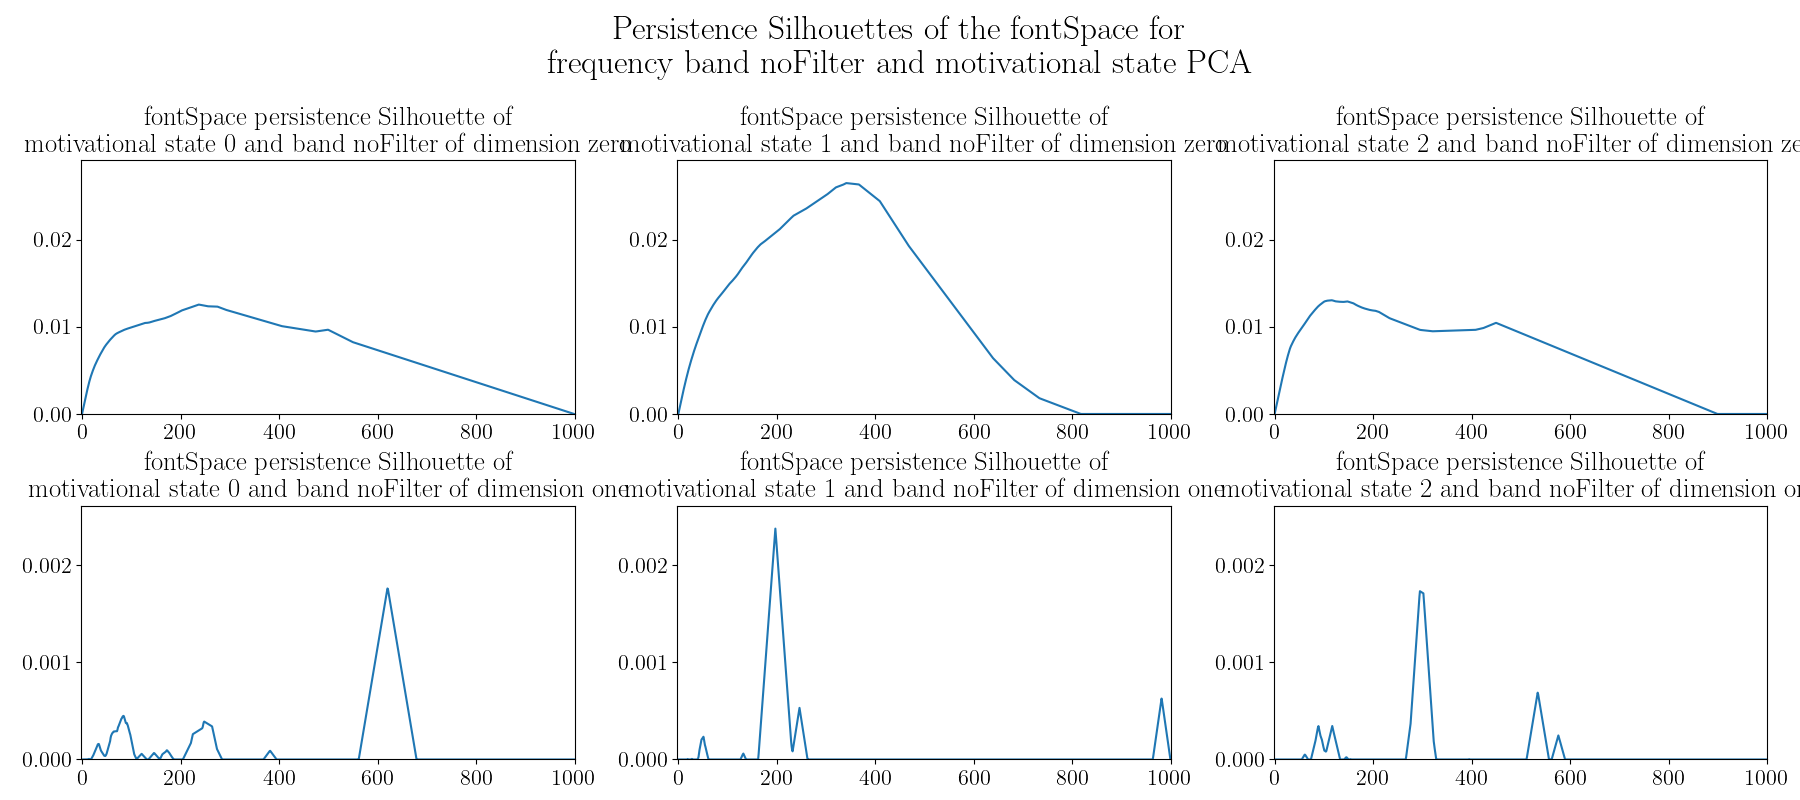 Persistence Silhouettes of the fontSpace for
frequency band noFilter and motivational state PCA
fontSpace persistence Silhouette of
motivational state 0 and band noFilter of dimension zero
fontSpace persistence Silhouette of
motivational state 1 and band noFilter of dimension zero
fontSpace persistence Silhouette of
motivational state 2 and band noFilter of dimension ze
0.02
0.01
0.00
0 200 400 600 800 1000
0.02
0.01
0.00
0 200 400 600 800 1000
0.02
0.01
0.00
0 200 400 600 800 1000
fontSpace persistence Silhouette of
motivational state 0 and band noFilter of dimension one
fontSpace persistence Silhouette of
motivational state 1 and band noFilter of dimension one
fontSpace persistence Silhouette of
motivational state 2 and band noFilter of dimension on
0.002
0.001
0.000
0 200 400 600 800 1000
0.002
0.001
0.000
0 200 400 600 800 1000
0.002
0.001
0.000
0 200 400 600 800 1000